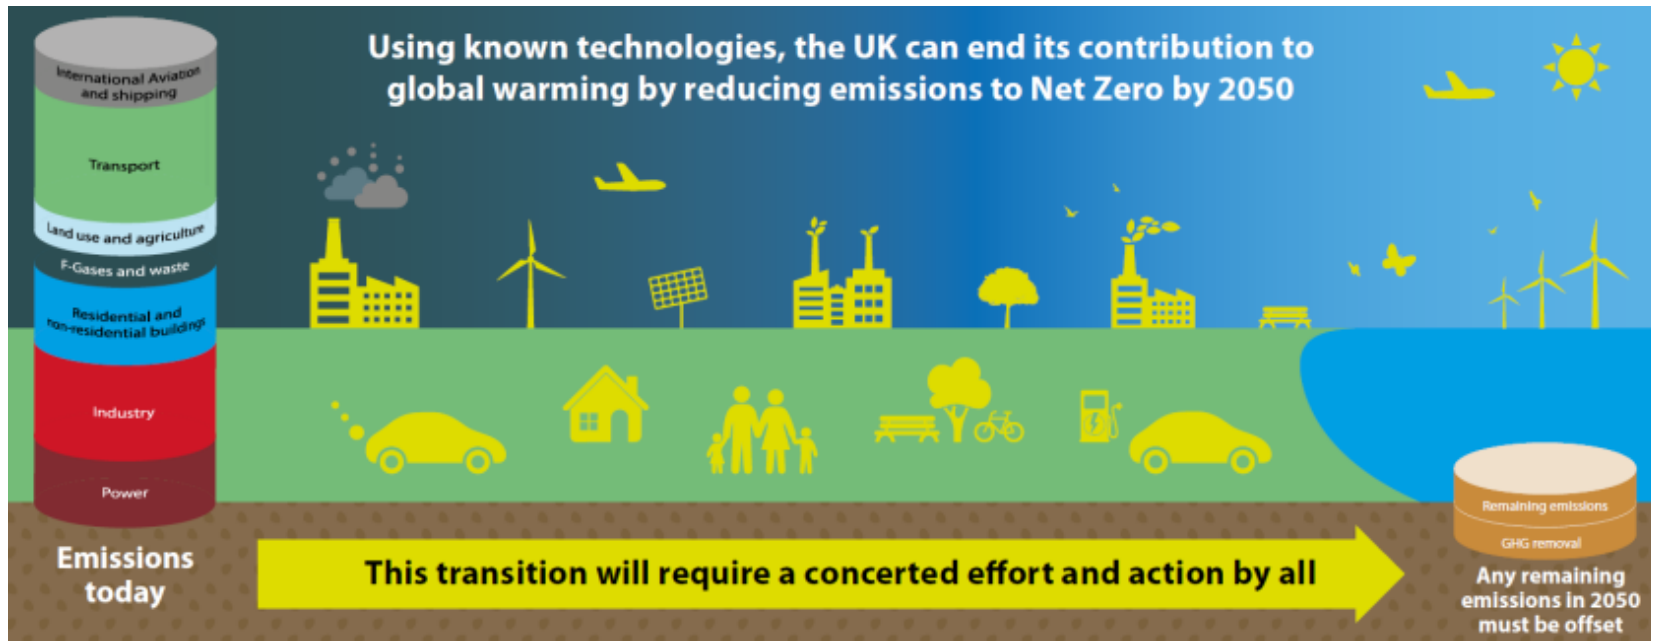 Using known technologies, the UK can end its contribution to
global warming by reducing emissions to Net Zero by 2050
International Aviation
and shipping
Transport
Land use and agriculture
F-Gases and waste
Residential and
non-residential buildings
Industry
Power
Emissions
today
This transition will require a concerted effort and action by all
Remaining emissions
GHG removal
Any remaining
emissions in 2050
must be offset